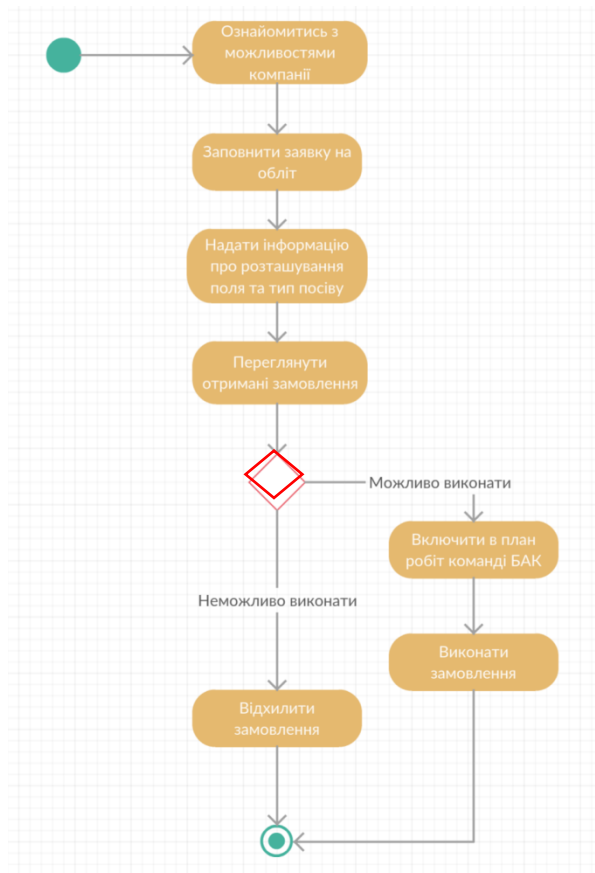 Ознайомитись з
можливостями
компанії
Заповнити заявку на
обліт
Надати інформацію
про розташування
поля та тип посіву
Переглянути
отримані замовлення
Можливо виконати
Включити в план
робіт команді БАК
Неможливо виконати
Виконати
замовлення
Відхилити
замовлення